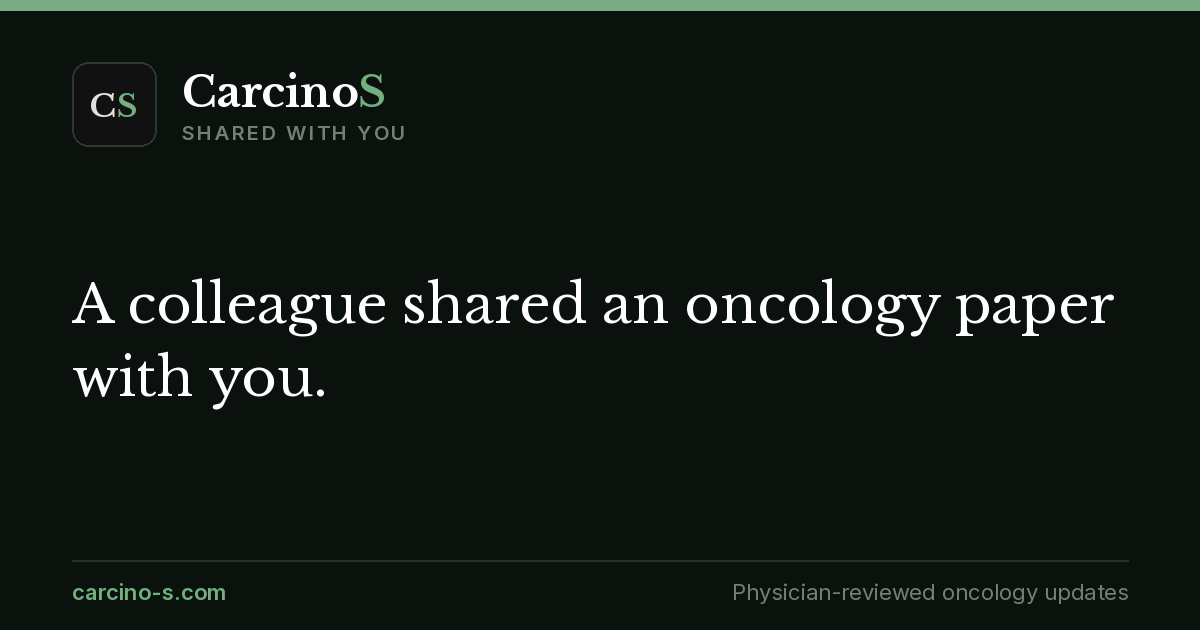 CS
CarcinoS
SHARED WITH YOU
A colleague shared an oncology paper
with you.
carcino-s.com
Physician-reviewed oncology updates